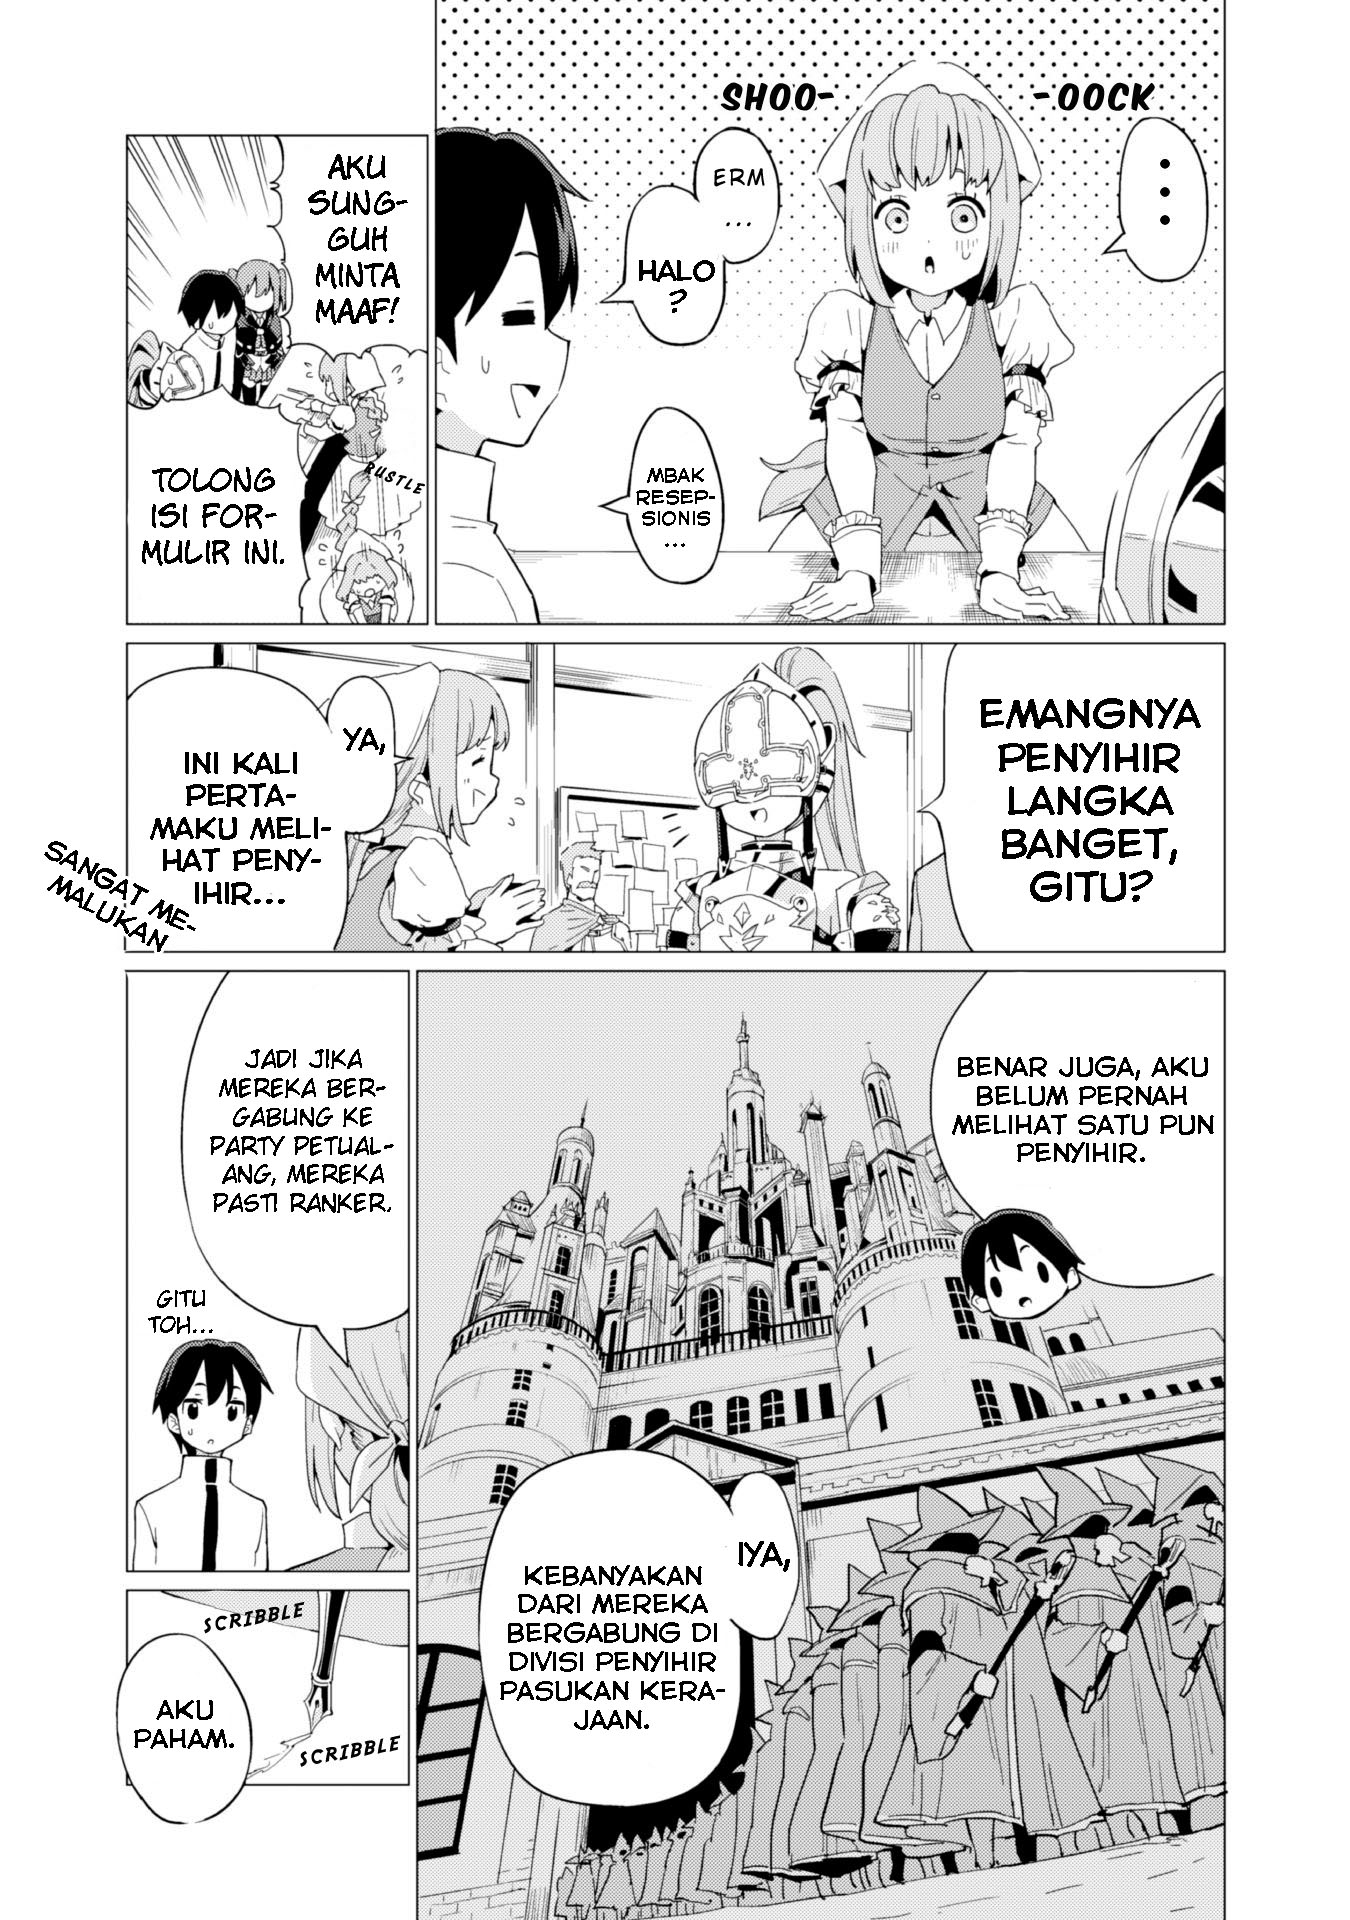 SHOO-
-OOCK
...
ERM
...
HALO
?
MBAK
RESEP-
SIONIS
...
AKU
SUNG-
GUH
MINTA
MAAF!
RUSTLE
TOLONG
ISI FOR-
MULIR INI.
EMANGNYA
PENYIHIR
LANGKA
BANGET,
GITU?
YA,
INI KALI
PERTA-
MAKU MELI-
HAT PENY-
IHIR...
SANGAT ME-
MALUKAN
BENAR JUGA, AKU
BELUM PERNAH
MELIHAT SATU PUN
PENYIHIR.
IYA,
KEBANYAKAN
DARI MEREKA
BERGABUNG DI
DIVISI PENYIHIR
PASUKAN KERA-
JAAN.
JADI JIKA
MEREKA BER-
GABUNG KE
PARTY PETUAL-
ANG, MEREKA
PASTI RANKER.
GITU
TOH...
SCRIBBLE
AKU
PAHAM.
SCRIBBLE